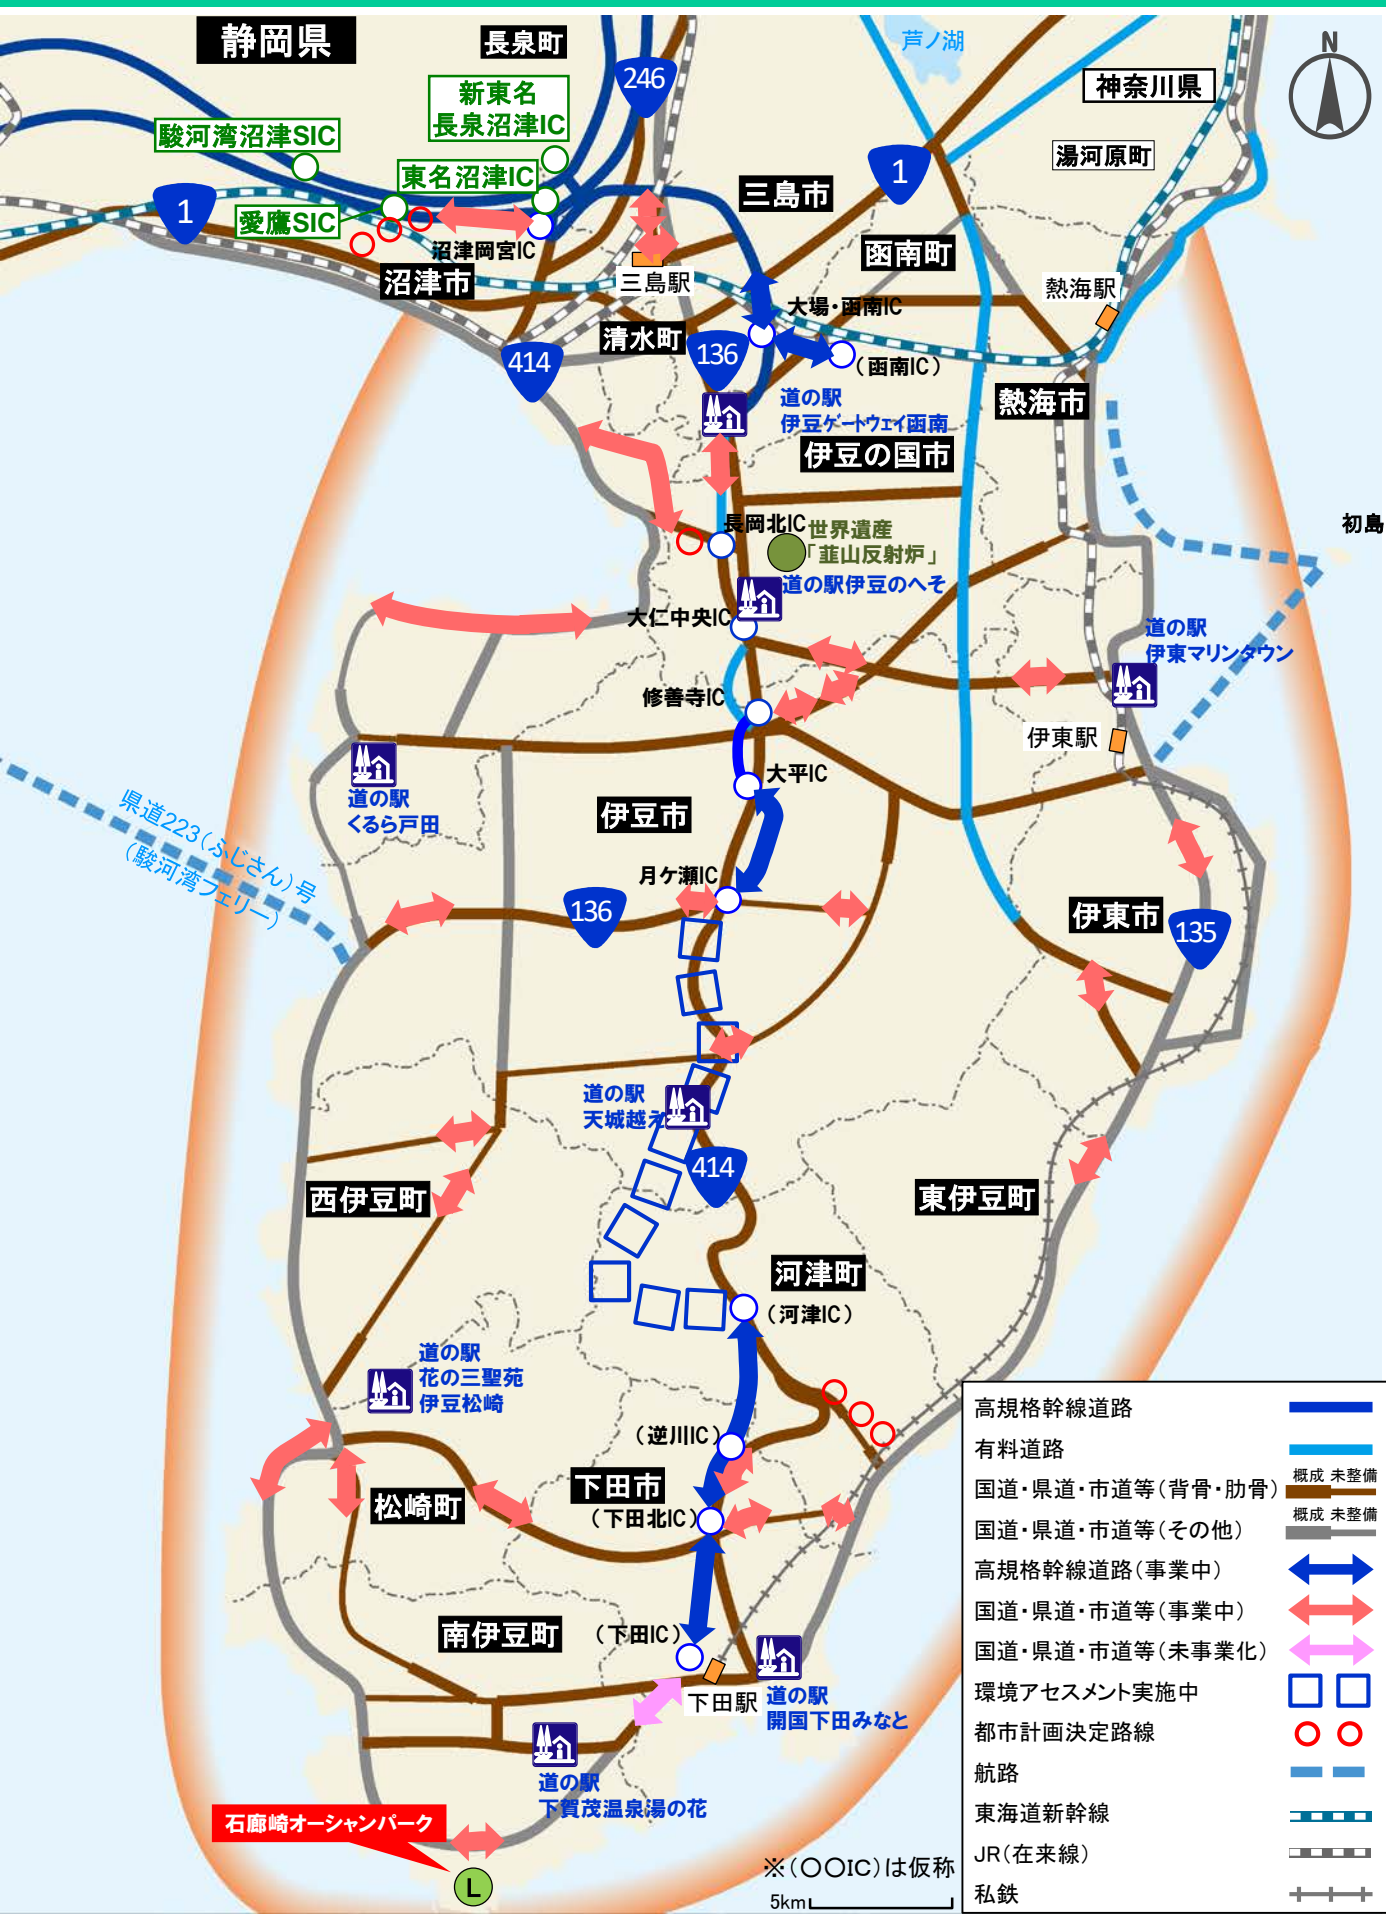 静岡県
長泉町
246
芦ノ湖
N
神奈川県
新東名
長泉沼津IC
駿河湾沼津SIC
東名沼津IC
湯河原町
1
三島市
1
愛鷹SIC
沼津岡宮IC
沼津市
三島駅
函南町
熱海駅
大場・函南IC
清水町
136
414
(函南IC)
道の駅
伊豆ゲートウェイ函南
熱海市
伊豆の国市
長岡北IC
世界遺産
「韮山反射炉」
初島
道の駅伊豆のへそ
大仁中央IC
道の駅
伊東マリンタウン
修善寺IC
伊東駅
大平IC
道の駅
くるら戸田
県道223(ふじさん)号
(駿河湾フェリー)
伊豆市
月ケ瀬IC
136
伊東市
135
道の駅
天城越え
414
西伊豆町
東伊豆町
河津町
(河津IC)
道の駅
花の三聖苑
伊豆松崎
(逆川IC)
下田市
(下田北IC)
松崎町
南伊豆町
(下田IC)
下田駅
道の駅
開国下田みなと
道の駅
下賀茂温泉湯の花
石廊崎オーシャンパーク
L
※(〇〇IC)は仮称
5km
高規格幹線道路
有料道路
国道・県道・市道等(背骨・肋骨) 概成 未整備
国道・県道・市道等(その他) 概成 未整備
高規格幹線道路(事業中)
国道・県道・市道等(事業中)
国道・県道・市道等(未事業化)
環境アセスメント実施中
都市計画決定路線
航路
東海道新幹線
JR(在来線)
私鉄